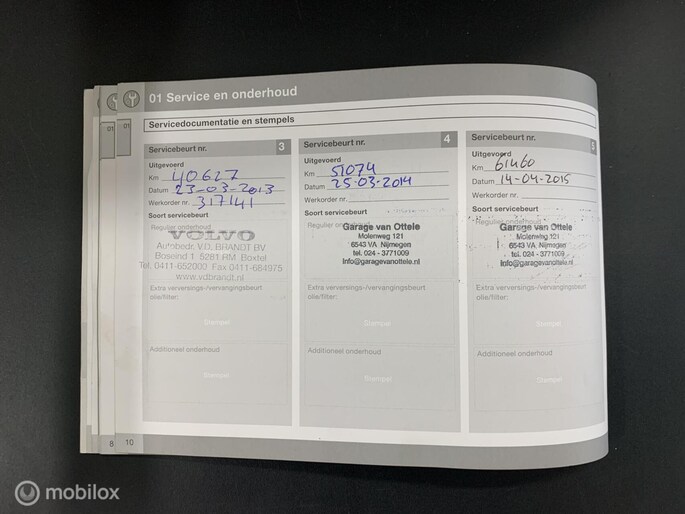 01 Service en onderhoud
01
01
Servicedocumentatie en stempels
Servicebeurt nr. 3
Uitgevoerd
Km 40627
Datum 23-03-2013
Werkorder nr. 317141
Soort servicebeurt
Regulier onderhoud
VOLVO
Autobedr. V.D. BRANDT BV
Boseind 1 5281 RM Boxtel
Tel. 0411-652000 Fax 0411-684975
www.vdbrandt.nl
Extra verversings-/vervangingsbeurt
olie/filter:
Stempel
Additioneel onderhoud
Stempel
Servicebeurt nr. 4
Uitgevoerd
Km 51074
Datum 25-03-2014
Werkorder nr.
Soort servicebeurt
Regulier onderhoud
Garage van Ottele
Molenweg 121
6543 VA Nijmegen
tel. 024 - 3771009
info@garagevanottele.nl
Extra verversings-/vervangingsbeurt
olie/filter:
Stempel
Additioneel onderhoud
Stempel
Servicebeurt nr. 5
Uitgevoerd
Km 61460
Datum 14-04-2015
Werkorder nr.
Soort servicebeurt
Regulier
Garage van Ottele
Molenweg 121
6543 VA Nijmegen
tel. 024 - 3771009
info@garagevanottele.nl
Extra verversings-/vervangingsbeurt
olie/filter:
Stempel
Additioneel onderhoud
Stempel
8 10
mobilox